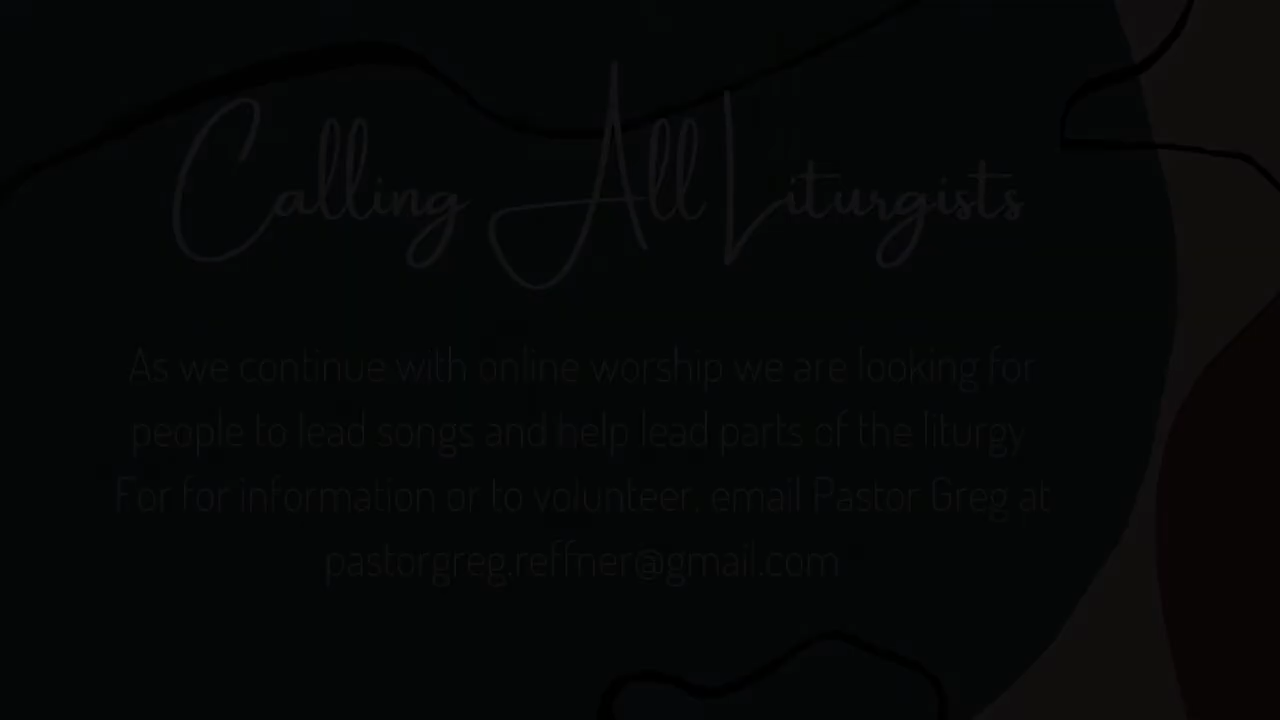 Calling All Liturgists
As we continue with online worship we are looking for
people to lead songs and help lead parts of the liturgy
For for information or to volunteer, email Pastor Greg at
pastorgreg.reffner@gmail.com